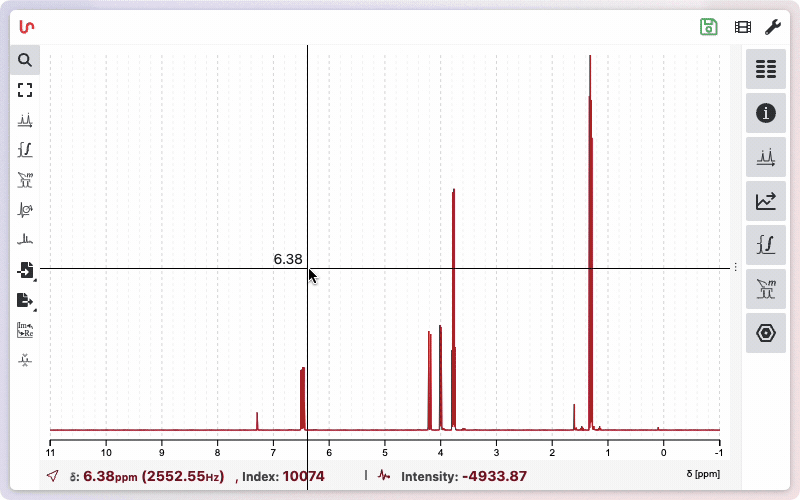 6.38
11 10 9 8 7 6 5 4 3 2 1 0 -1
δ: 6.38ppm (2552.55Hz) , Index: 10074 | Intensity: -4933.87 δ [ppm]